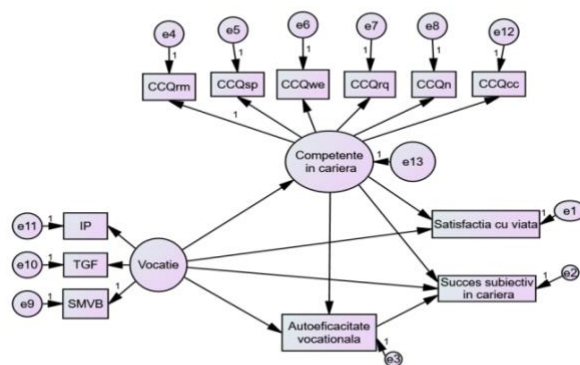 e4
e5
e6
e7
e8
e12
1
1
1
1
1
1
CCQrm
CCQsp
CCQwe
CCQrq
CCQn
CCQcc
1
Competente
in cariera
1
e13
e11
1
IP
e10
1
TGF
e9
1
SMVB
1
Vocatie
Satisfactia cu viata
1
e1
Succes subiectiv
in cariera
1
e2
Autoeficacitate
vocationala
1
e3